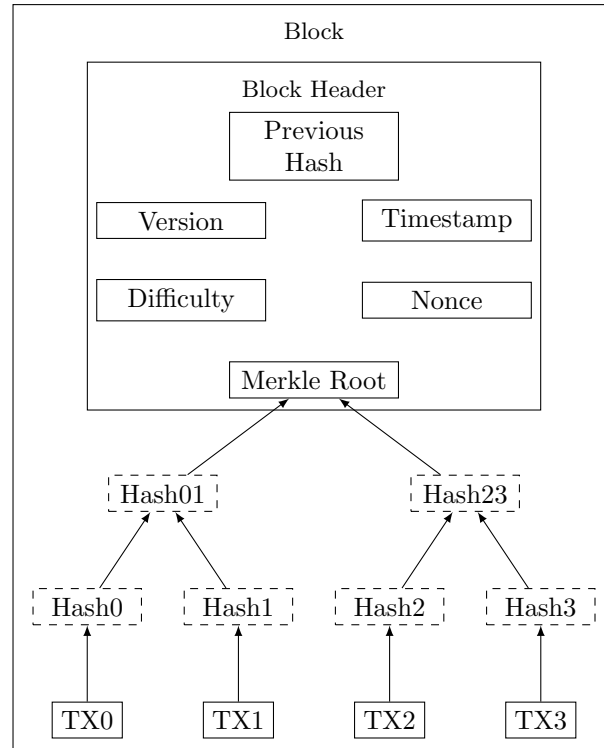 Block
Block Header
Previous
Hash
Version
Timestamp
Difficulty
Nonce
Merkle Root
Hash01
Hash23
Hash0
Hash1
Hash2
Hash3
TX0
TX1
TX2
TX3